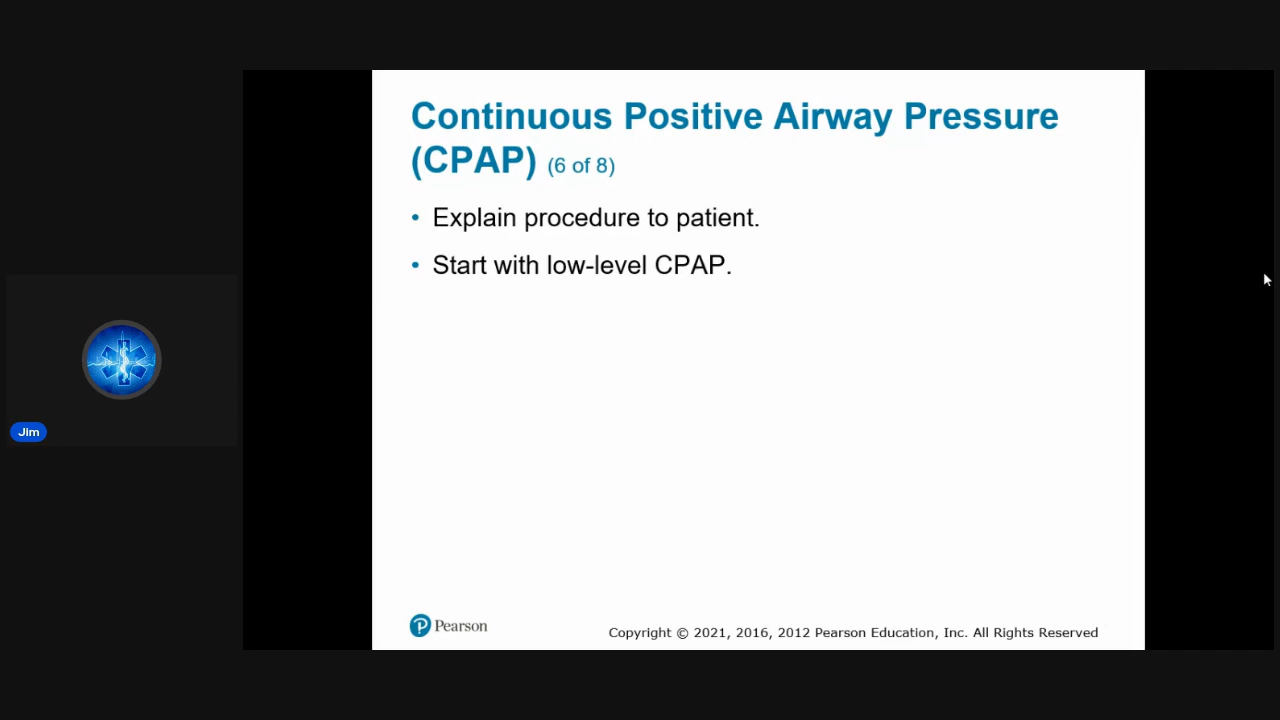 Continuous Positive Airway Pressure
(CPAP) (6 of 8)
• Explain procedure to patient.
• Start with low-level CPAP.
Jim
Pearson
Copyright © 2021, 2016, 2012 Pearson Education, Inc. All Rights Reserved